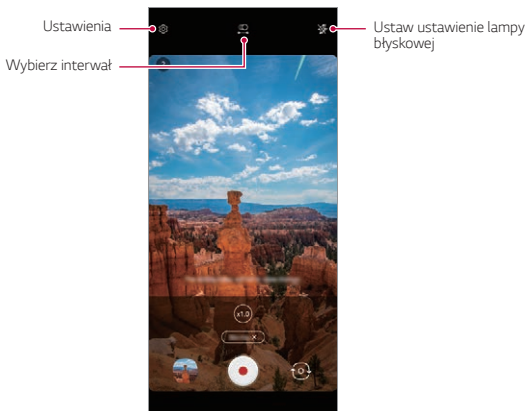 Ustawienia
Ustaw ustawienie lampy
błyskowej
Wybierz interwał
x1.0